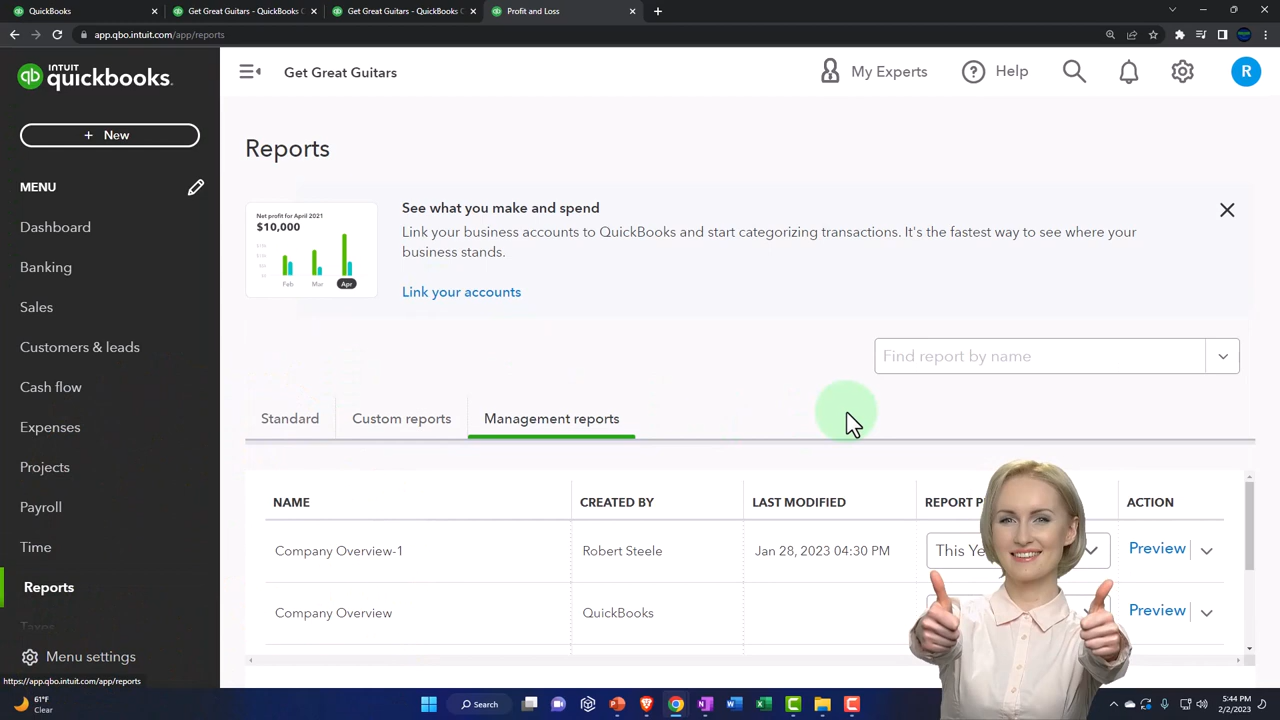 QuickBooks
Get Great Guitars - QuickBooks
Get Great Guitars - QuickBooks C
Profit and Loss
app.qbo.intuit.com/app/reports
INTUIT
quickbooks.
Get Great Guitars
My Experts
Help
R
+ New
MENU
Dashboard
Banking
Sales
Customers & leads
Cash flow
Expenses
Projects
Payroll
Time
Reports
Taxes
Menu settings
https://app.qbo.intuit.com/app/reports
Reports
Net profit for April 2021
$10,000
Feb Mar Apr
See what you make and spend
Link your business accounts to QuickBooks and start categorizing transactions. It's the fastest way to see where your
business stands.
Link your accounts
Find report by name
Standard Custom reports Management reports
NAME CREATED BY LAST MODIFIED REPORT P ACTION
Company Overview-1 Robert Steele Jan 28, 2023 04:30 PM This Ye Preview
Company Overview QuickBooks Preview
61°F
Clear
Search
5:44 PM
2/2/2023